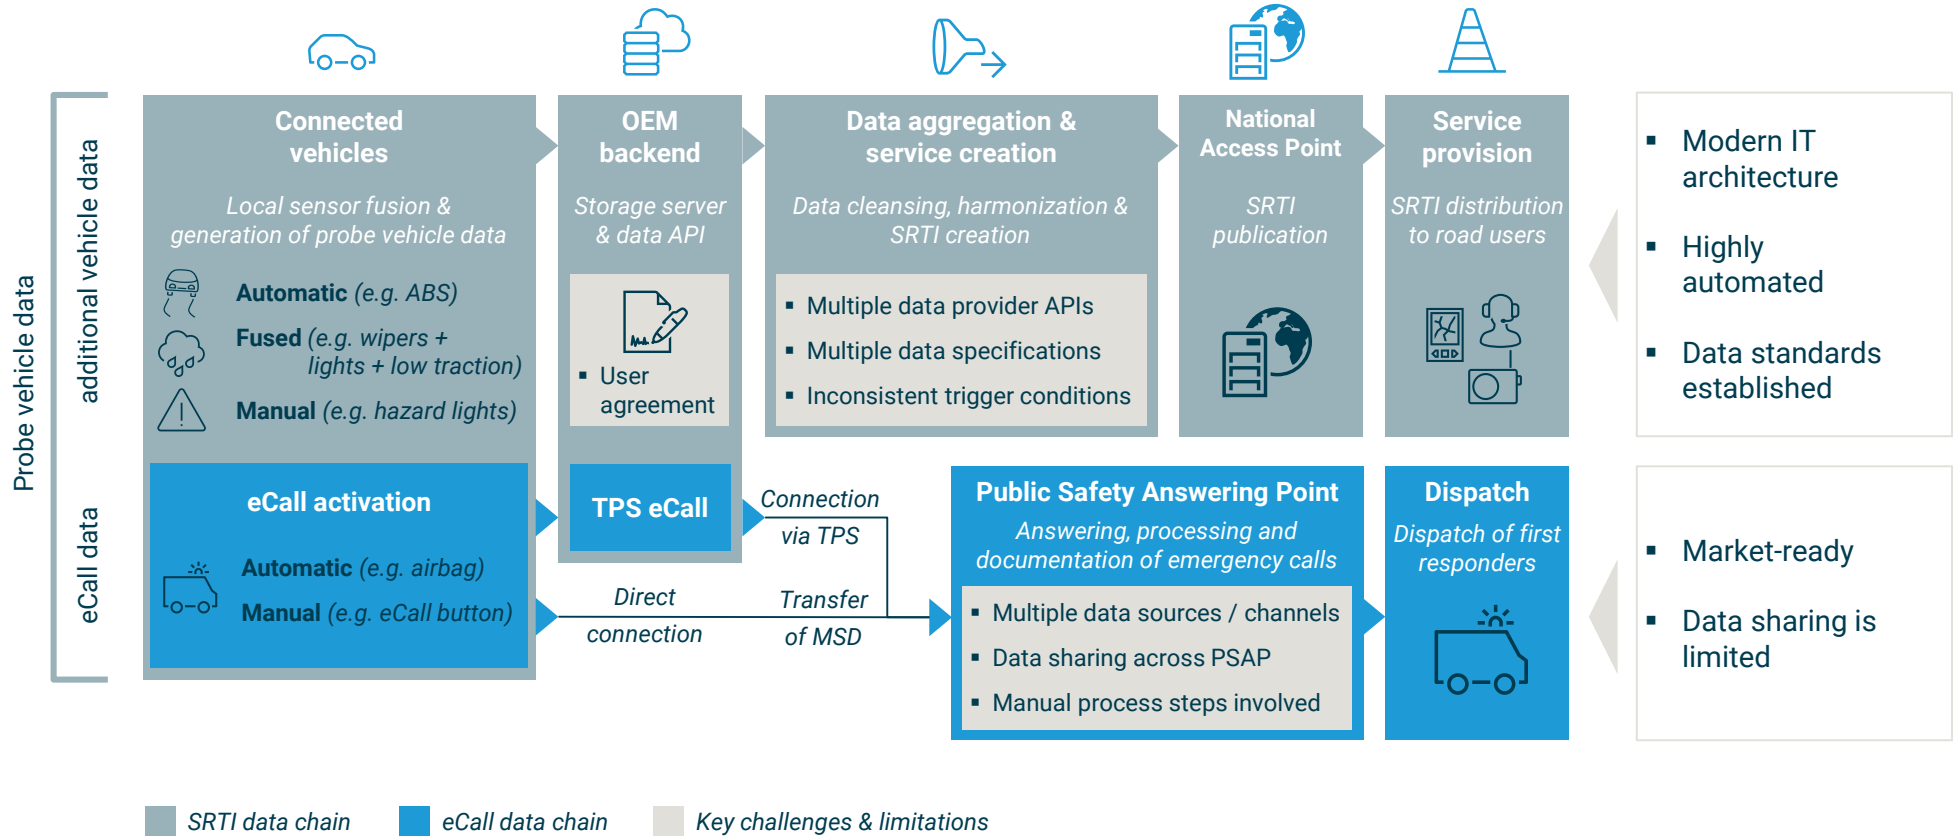 Probe vehicle data
additional vehicle data
eCall data
Connected
vehicles
Local sensor fusion &
generation of probe vehicle data
Automatic (e.g. ABS)
Fused (e.g. wipers +
lights + low traction)
Manual (e.g. hazard lights)
OEM
backend
Storage server
& data API
▪ User
agreement
Data aggregation &
service creation
Data cleansing, harmonization &
SRTI creation
▪ Multiple data provider APIs
▪ Multiple data specifications
▪ Inconsistent trigger conditions
National
Access Point
SRTI
publication
Service
provision
SRTI distribution
to road users
▪ Modern IT
architecture
▪ Highly
automated
▪ Data standards
established
eCall activation
Automatic (e.g. airbag)
Manual (e.g. eCall button)
TPS eCall
Connection
via TPS
Direct
connection
Transfer
of MSD
Public Safety Answering Point
Answering, processing and
documentation of emergency calls
▪ Multiple data sources / channels
▪ Data sharing across PSAP
▪ Manual process steps involved
Dispatch
Dispatch of first
responders
▪ Market-ready
▪ Data sharing is
limited
SRTI data chain
eCall data chain
Key challenges & limitations